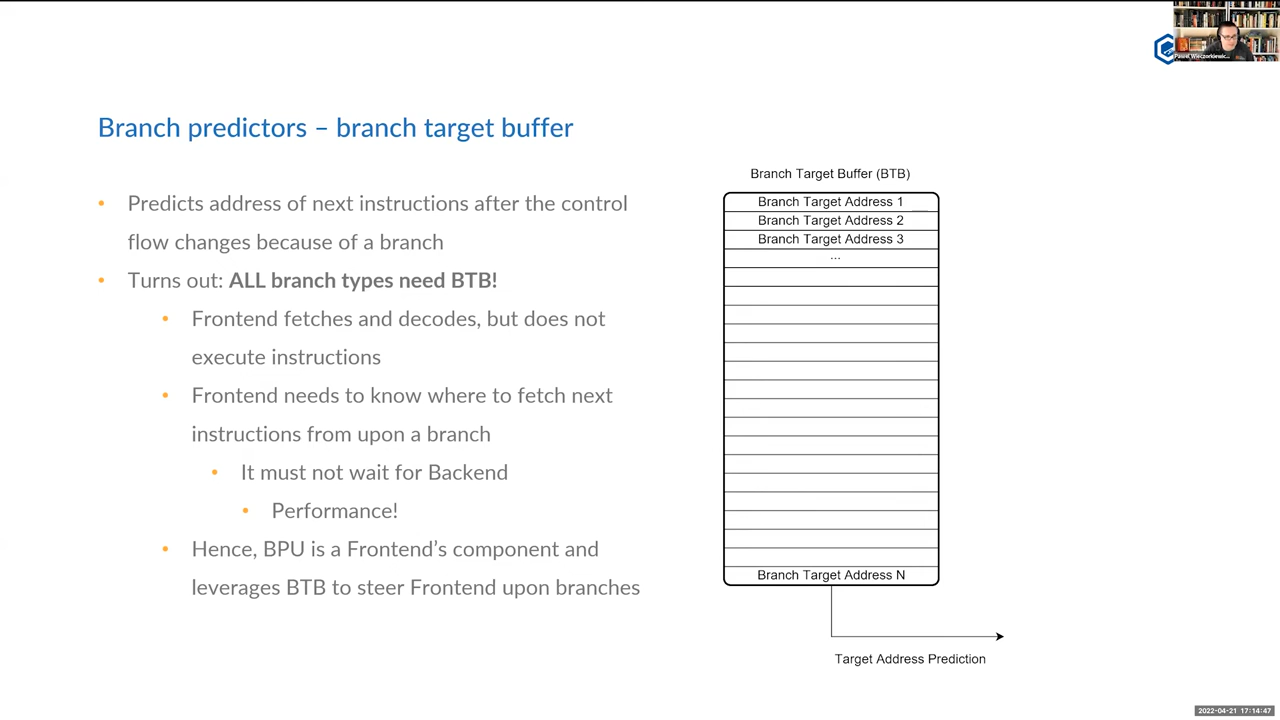 Paweł Wieczorkiewic...
Branch predictors – branch target buffer
Predicts address of next instructions after the control
flow changes because of a branch
Turns out: ALL branch types need BTB!
Frontend fetches and decodes, but does not
execute instructions
Frontend needs to know where to fetch next
instructions from upon a branch
It must not wait for Backend
Performance!
Hence, BPU is a Frontend’s component and
leverages BTB to steer Frontend upon branches
Branch Target Buffer (BTB)
Branch Target Address 1
Branch Target Address 2
Branch Target Address 3
...
Branch Target Address N
Target Address Prediction
2022-04-21 17:14:47